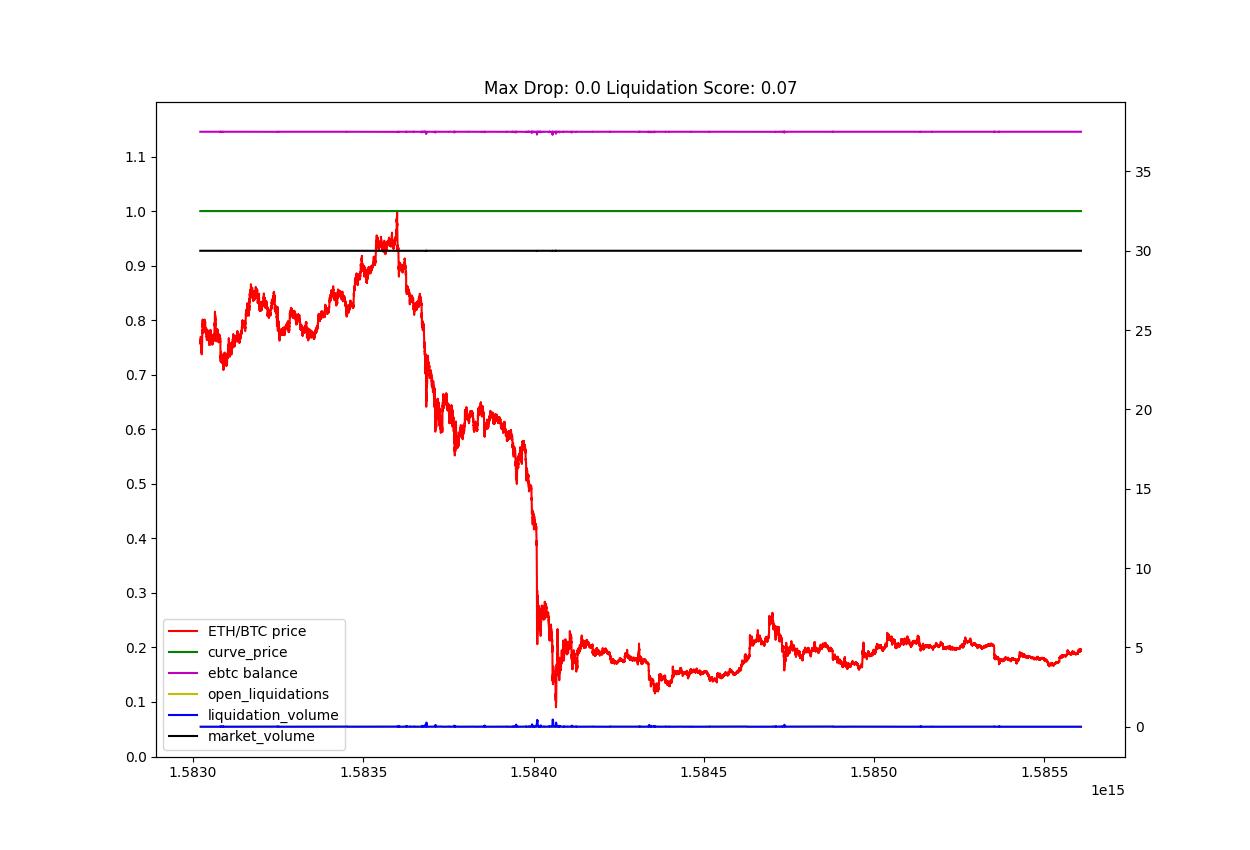 Max Drop: 0.0 Liquidation Score: 0.07
1.1
1.0
0.9
0.8
0.7
0.6
0.5
0.4
0.3
0.2
0.1
0.0
35
30
25
20
15
10
5
0
ETH/BTC price
curve_price
ebtc balance
open_liquidations
liquidation_volume
market_volume
1.5830 1.5835 1.5840 1.5845 1.5850 1.5855
1e15